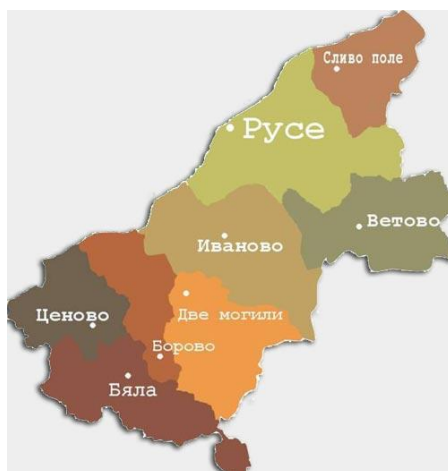 Сливо поле
Русе
Ветово
Иваново
Две могили
Ценово
Борово
Бяла